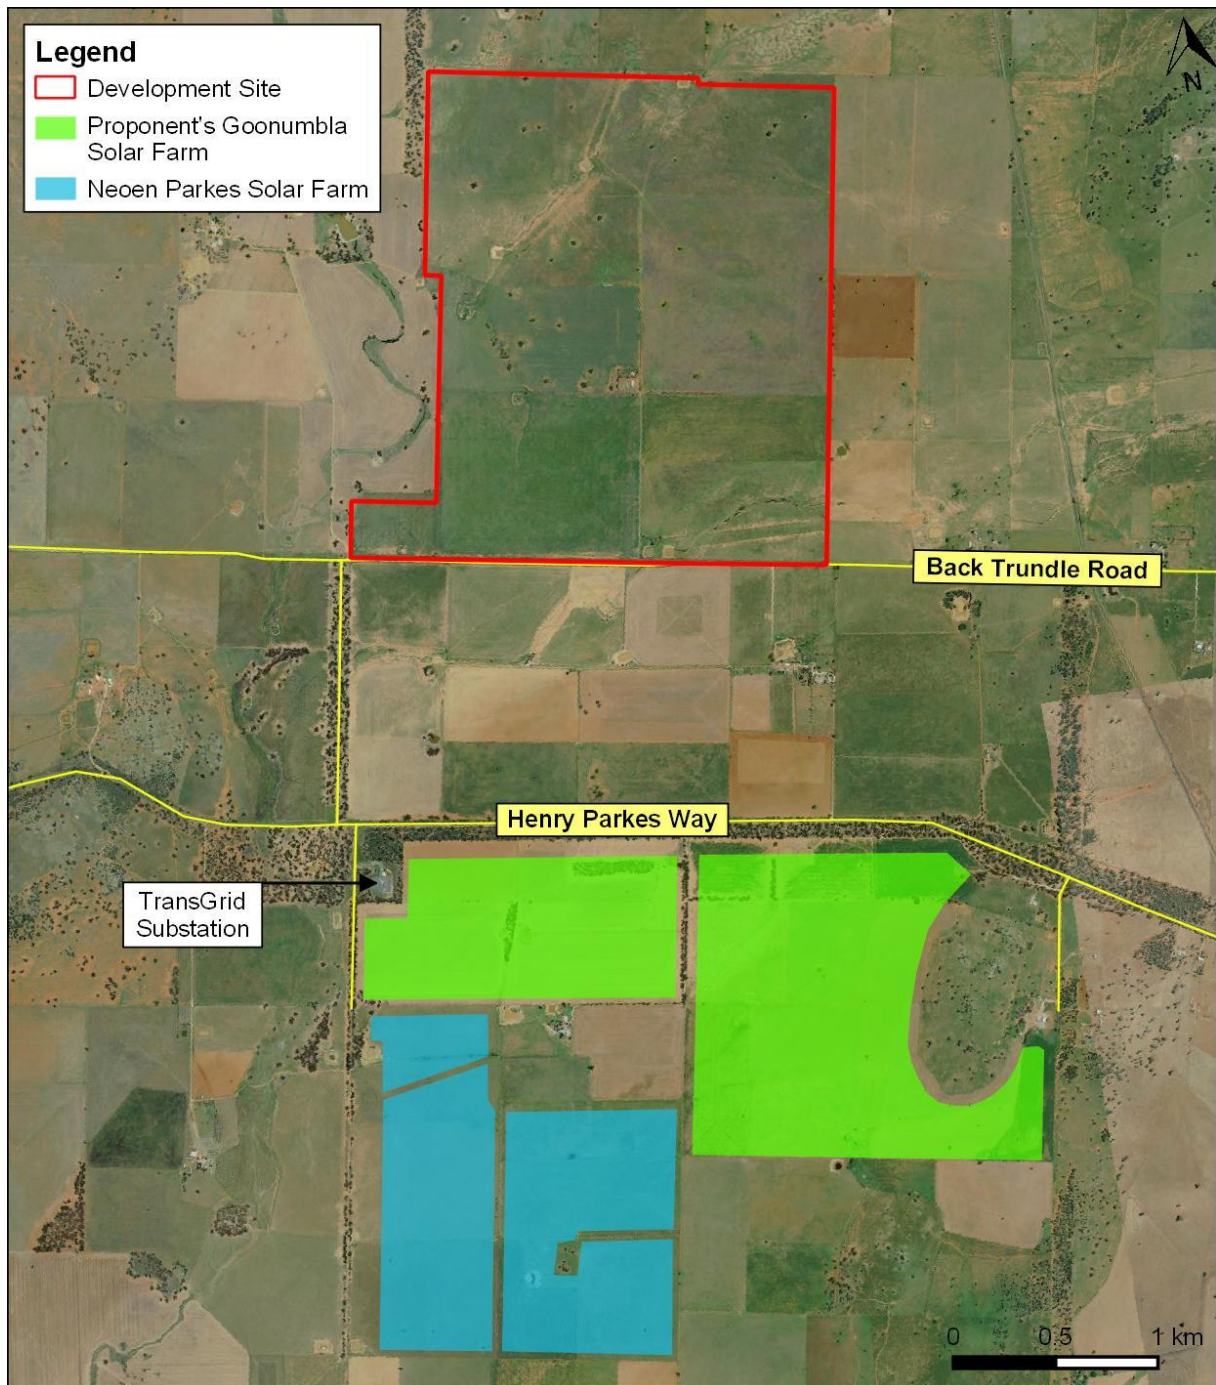 Legend
Development Site
Proponent's Goonumbla
Solar Farm
Neoen Parkes Solar Farm
N
Back Trundle Road
Henry Parkes Way
TransGrid
Substation
0 0.5 1 km